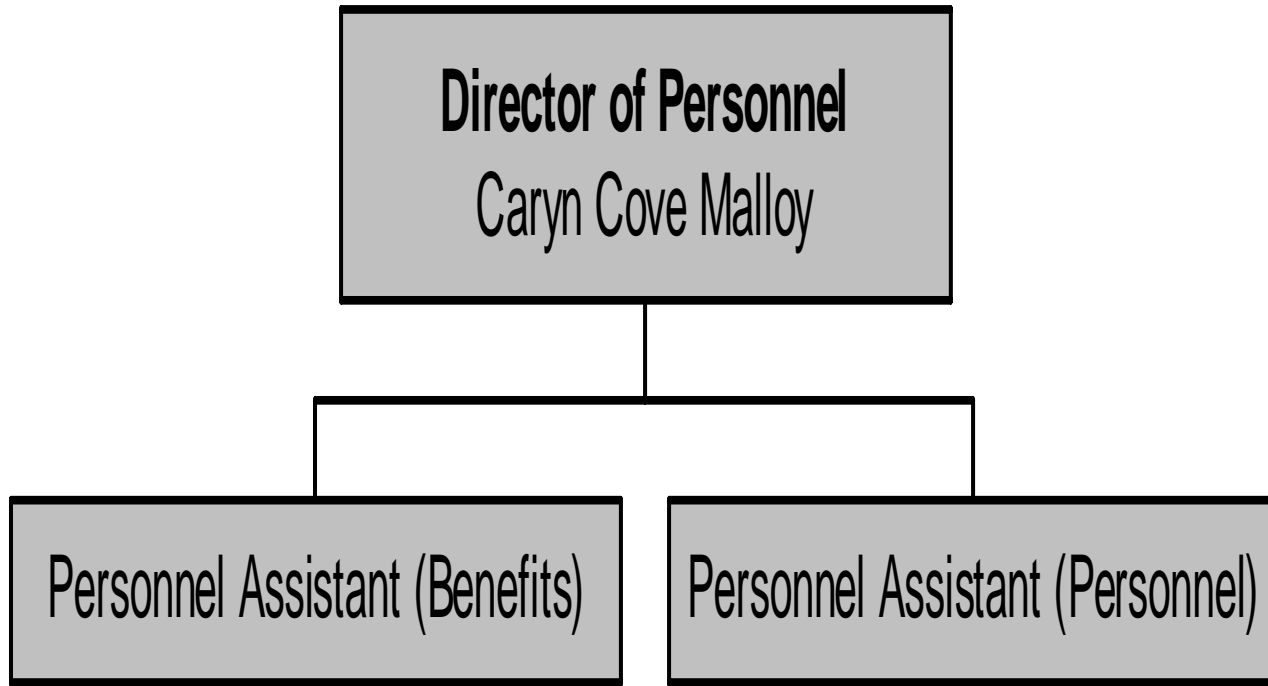 Director of Personnel
Caryn Cove Malloy
Personnel Assistant (Benefits)
Personnel Assistant (Personnel)